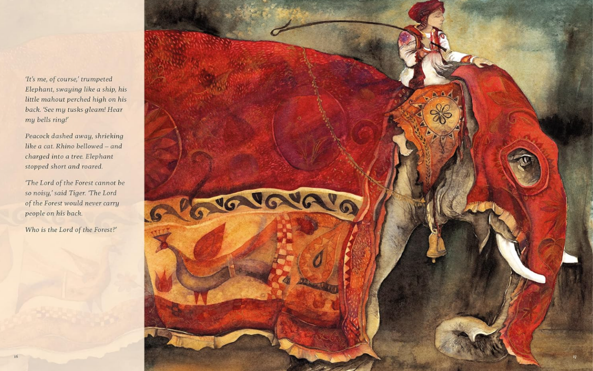 'It's me, of course,' trumpeted
Elephant, swaying like a ship, his
little mahout perched high on his
back. 'See my tusks gleam! Hear
my bells ring!'
Peacock dashed away, shrieking
like a cat. Rhino bellowed – and
charged into a tree. Elephant
stopped short and roared.
'The Lord of the Forest cannot be
so noisy,' said Tiger. 'The Lord
of the Forest would never carry
people on his back.
Who is the Lord of the Forest?'